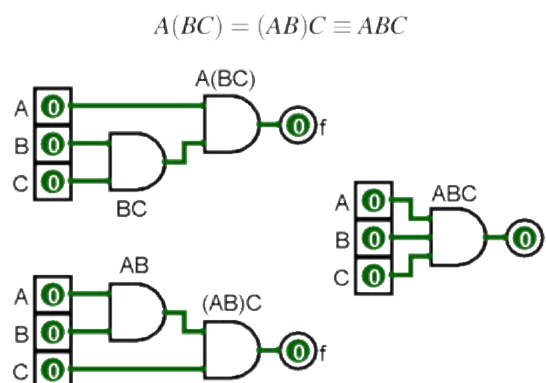 A(BC) = (AB)C ≡ ABC
A(BC)
A 0
B 0
C 0
0 f
BC
ABC
A 0
B 0
C 0
0
AB
A 0
B 0
C 0
(AB)C
0 f